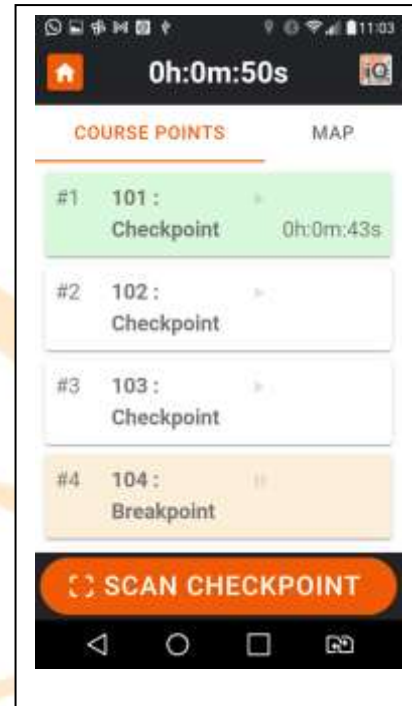 11:03
0h:0m:50s
iQ
COURSE POINTS MAP
#1 101 :
Checkpoint 0h:0m:43s
#2 102 :
Checkpoint
#3 103 :
Checkpoint
#4 104 :
Breakpoint
SCAN CHECKPOINT